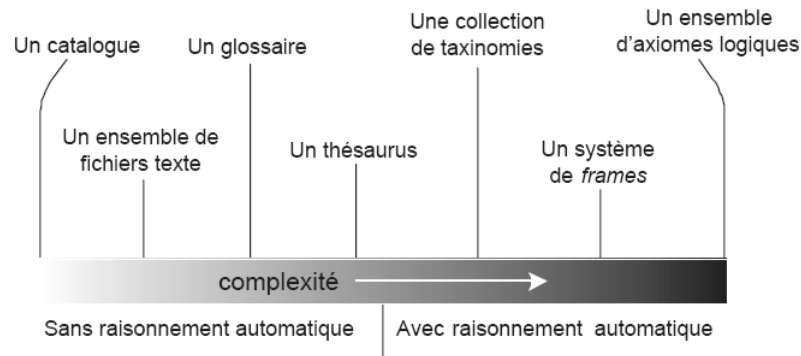 Un catalogue
Un ensemble de
fichiers texte
Un glossaire
Un thésaurus
Une collection
de taxinomies
Un système
de frames
Un ensemble
d'axiomes logiques
complexité
Sans raisonnement automatique
Avec raisonnement automatique